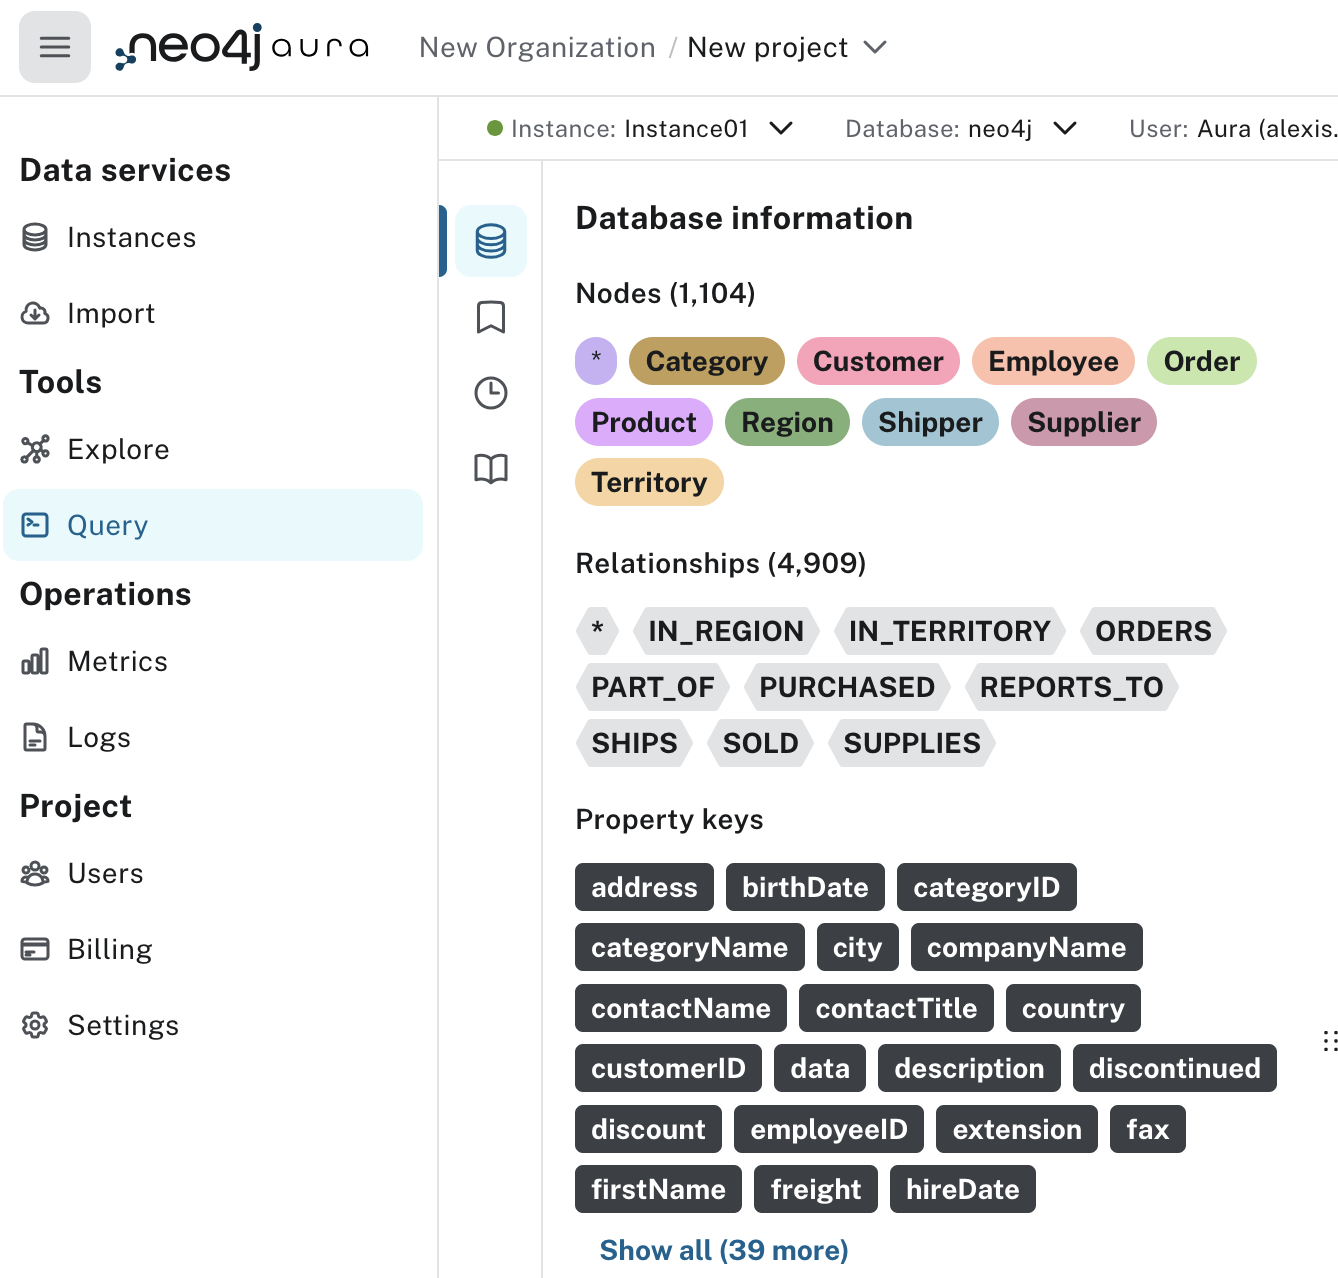 neo4j aura New Organization / New project
Instance: Instance01 Database: neo4j User: Aura (alexis.
Data services
Instances
Import
Tools
Explore
Query
Operations
Metrics
Logs
Project
Users
Billing
Settings
Database information
Nodes (1,104)
* Category Customer Employee Order
Product Region Shipper Supplier
Territory
Relationships (4,909)
* IN_REGION IN_TERRITORY ORDERS
PART_OF PURCHASED REPORTS_TO
SHIPS SOLD SUPPLIES
Property keys
address birthDate categoryID
categoryName city companyName
contactName contactTitle country
customerID data description discontinued
discount employeeID extension fax
firstName freight hireDate
Show all (39 more)